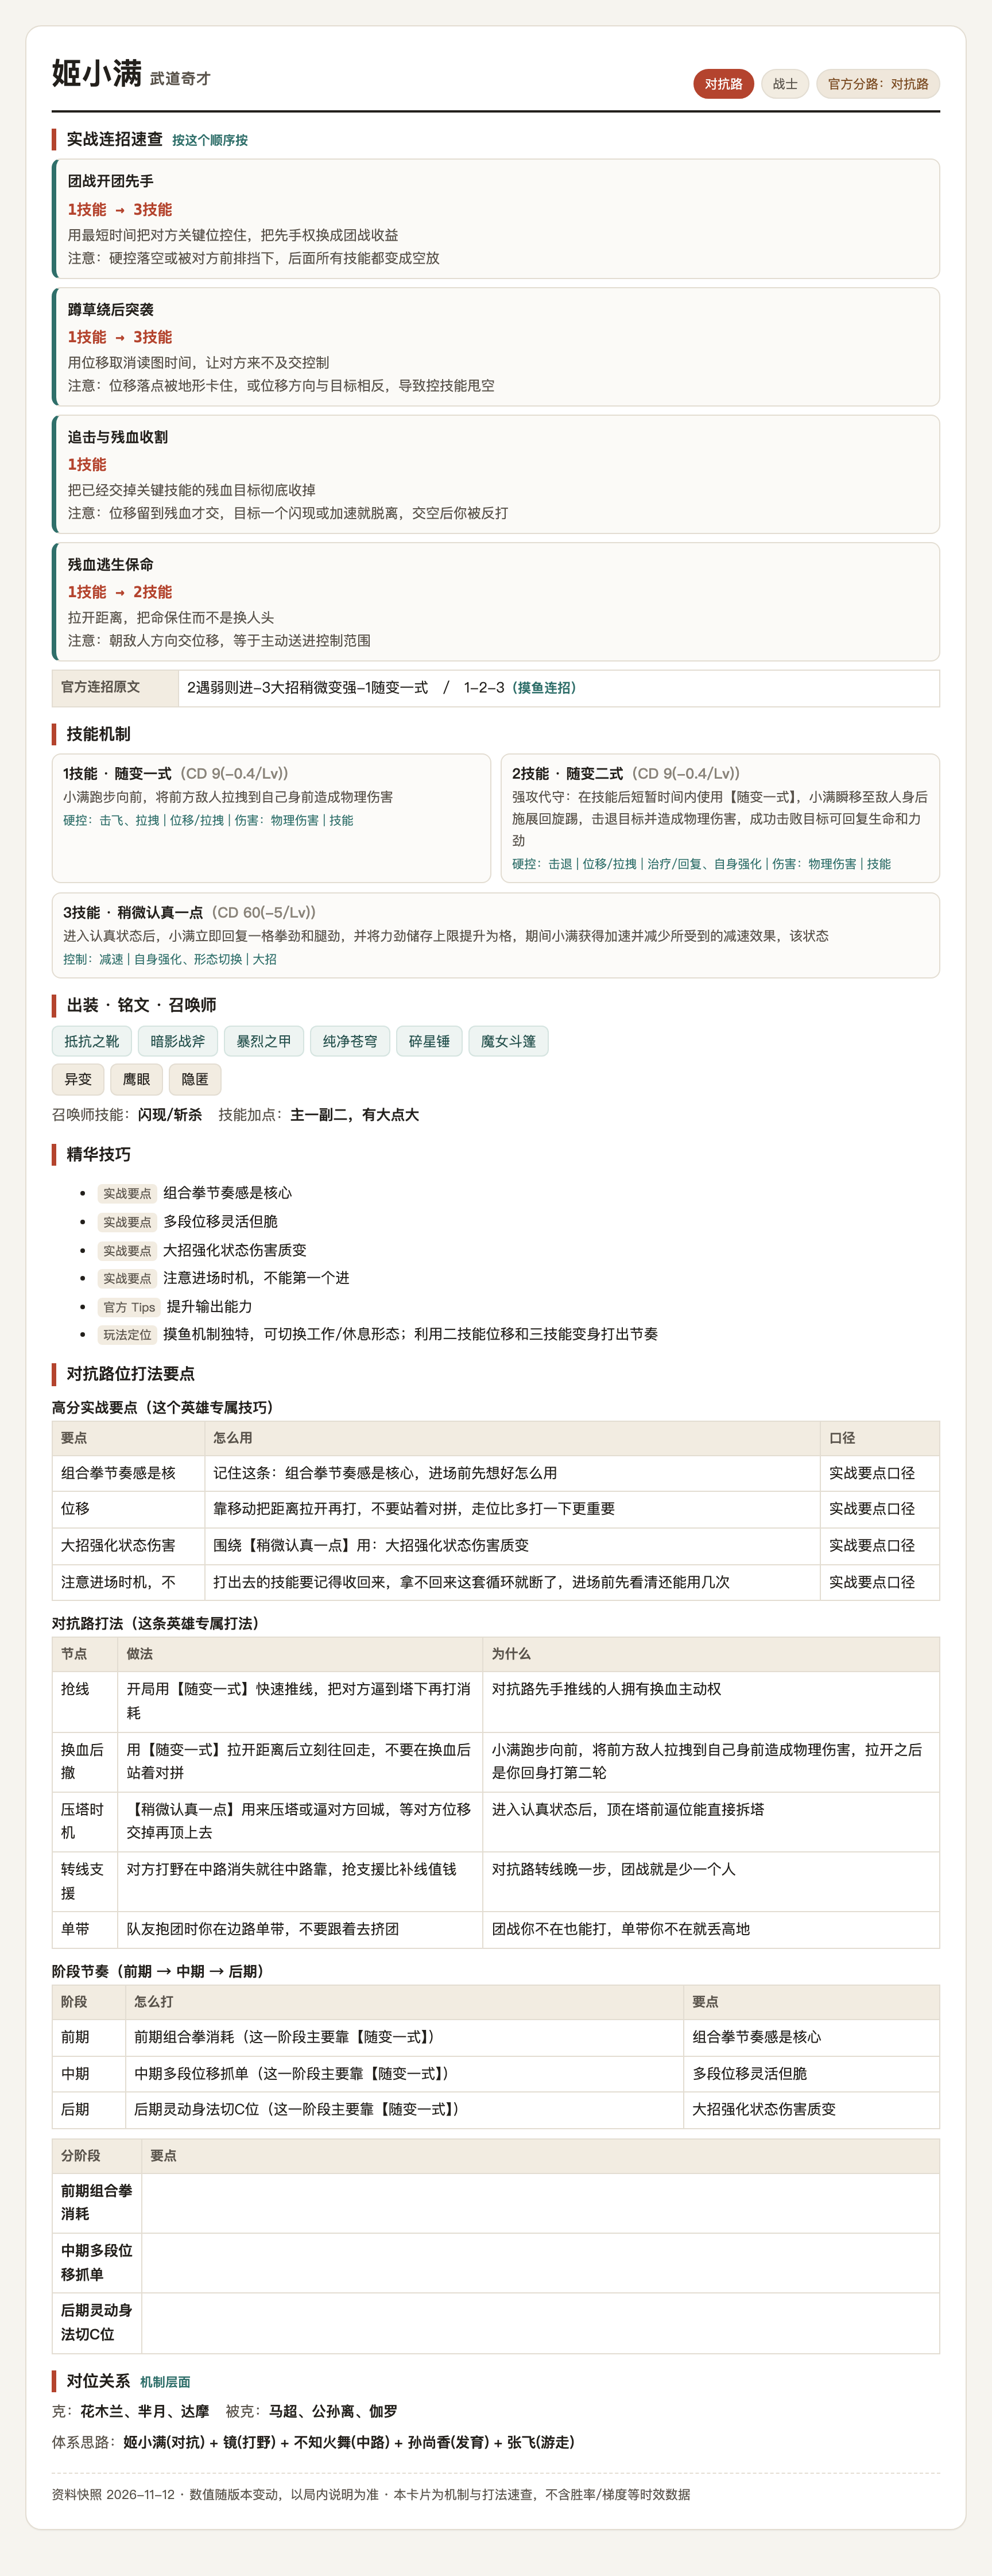 姬小满 武道奇才
对抗路 战士 官方分路：对抗路
实战连招速查 按这个顺序按
团战开团先手
1技能 → 3技能
用最短时间把对方关键位控住，把先手权换成团战收益
注意：硬控落空或被对方前排挡下，后面所有技能都变成空放
蹲草绕后突袭
1技能 → 3技能
用位移取消读图时间，让对方来不及交控制
注意：位移落点被地形卡住，或位移方向与目标相反，导致控技能甩空
追击与残血收割
1技能
把已经交掉关键技能的残血目标彻底收掉
注意：位移留到残血才交，目标一个闪现或加速就脱离，交空后你被反打
残血逃生保命
1技能 → 2技能
拉开距离，把命保住而不是换人头
注意：朝敌人方向交位移，等于主动送进控制范围
官方连招原文 2遇弱则进-3大招稍微变强-1随变一式 / 1-2-3（摸鱼连招）
技能机制
1技能 · 随变一式（CD 9(-0.4/Lv)）
小满跑步向前，将前方敌人拉拽到自己身前造成物理伤害
硬控：击飞、拉拽 | 位移/拉拽 | 伤害：物理伤害 | 技能
2技能 · 随变二式（CD 9(-0.4/Lv)）
强攻代守：在技能后短暂时间内使用【随变一式】，小满瞬移至敌人身后
施展回旋踢，击退目标并造成物理伤害，成功击败目标可回复生命和力
劲
硬控：击退 | 位移/拉拽 | 治疗/回复、自身强化 | 伤害：物理伤害 | 技能
3技能 · 稍微认真一点（CD 60(-5/Lv)）
进入认真状态后，小满立即回复一格拳劲和腿劲，并将力劲储存上限提升为格，期间小满获得加速并减少所受到的减速效果，该状态
控制：减速 | 自身强化、形态切换 | 大招
出装 · 铭文 · 召唤师
抵抗之靴 暗影战斧 暴烈之甲 纯净苍穹 碎星锤 魔女斗篷
异变 鹰眼 隐匿
召唤师技能：闪现/斩杀 技能加点：主一副二，有大点大
精华技巧
• 实战要点 组合拳节奏感是核心
• 实战要点 多段位移灵活但脆
• 实战要点 大招强化状态伤害质变
• 实战要点 注意进场时机，不能第一个进
• 官方 Tips 提升输出能力
• 玩法定位 摸鱼机制独特，可切换工作/休息形态；利用二技能位移和三技能变身打出节奏
对抗路位打法要点
高分实战要点（这个英雄专属技巧）
要点 怎么用 口径
组合拳节奏感是核 记住这条：组合拳节奏感是核心，进场前先想好怎么用 实战要点口径
位移 靠移动把距离拉开再打，不要站着对拼，走位比多打一下更重要 实战要点口径
大招强化状态伤害 围绕【稍微认真一点】用：大招强化状态伤害质变 实战要点口径
注意进场时机，不 打出去的技能要记得收回来，拿不回来这套循环就断了，进场前先看清还能用几次 实战要点口径
对抗路打法（这条英雄专属打法）
节点 做法 为什么
抢线 开局用【随变一式】快速推线，把对方逼到塔下再打消 对抗路先手推线的人拥有换血主动权
耗
换血后 用【随变一式】拉开距离后立刻往回走，不要在换血后 小满跑步向前，将前方敌人拉拽到自己身前造成物理伤害，拉开之后
撤 站着对拼 是你回身打第二轮
压塔时 【稍微认真一点】用来压塔或逼对方回城，等对方位移 进入认真状态后，顶在塔前逼位能直接拆塔
机 交掉再顶上去
转线支 对方打野在中路消失就往中路靠，抢支援比补线值钱 对抗路转线晚一步，团战就是少一个人
援
单带 队友抱团时你在边路单带，不要跟着去挤团 团战你不在也能打，单带你不在就丢高地
阶段节奏（前期 → 中期 → 后期）
阶段 怎么打 要点
前期 前期组合拳消耗（这一阶段主要靠【随变一式】） 组合拳节奏感是核心
中期 中期多段位移抓单（这一阶段主要靠【随变一式】） 多段位移灵活但脆
后期 后期灵动身法切C位（这一阶段主要靠【随变一式】） 大招强化状态伤害质变
分阶段 要点
前期组合拳
消耗
中期多段位
移抓单
后期灵动身
法切C位
对位关系 机制层面
克：花木兰、芈月、达摩 被克：马超、公孙离、伽罗
体系思路：姬小满(对抗) + 镜(打野) + 不知火舞(中路) + 孙尚香(发育) + 张飞(游走)
资料快照 2026-11-12 · 数值随版本变动，以局内说明为准 · 本卡片为机制与打法速查，不含胜率/梯度等时效数据